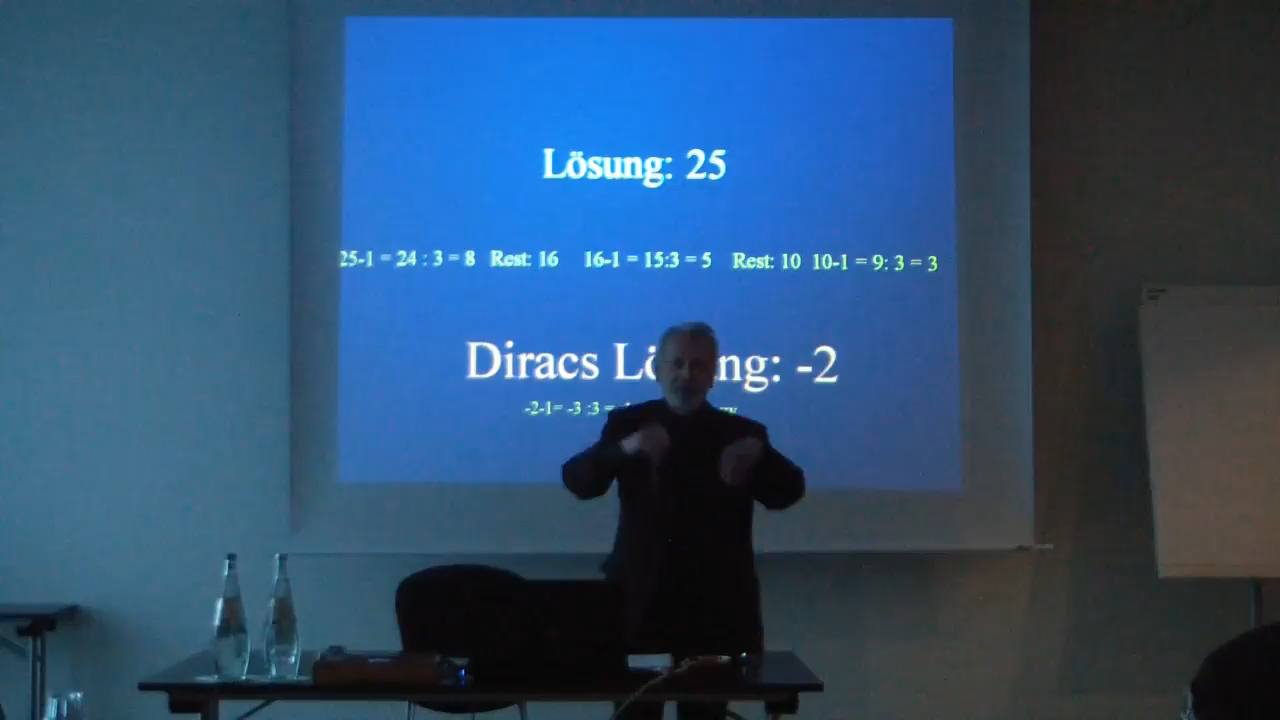 Lösung: 25
25-1 = 24 : 3 = 8 Rest: 16 16-1 = 15:3 = 5 Rest: 10 10-1 = 9: 3 = 3
Diracs -2
-2-1= -3 :3 =